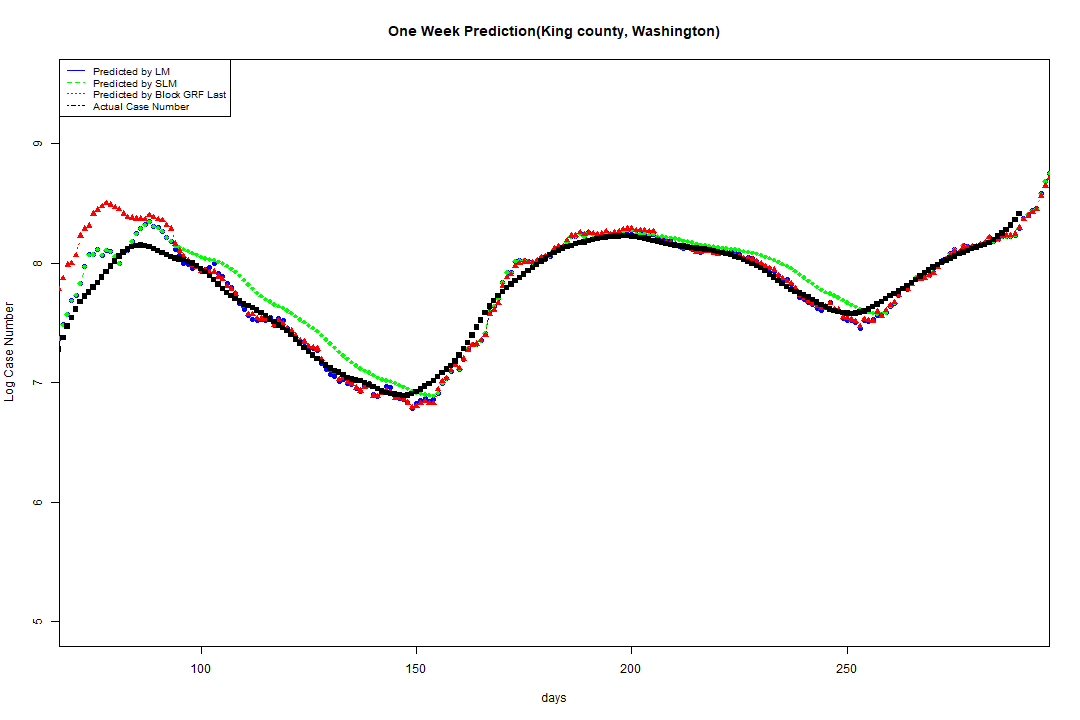 One Week Prediction(King county, Washington)
Predicted by LM
Predicted by SLM
Predicted by Block GRF Last
Actual Case Number
9
8
7
6
5
Log Case Number
100 150 200 250
days